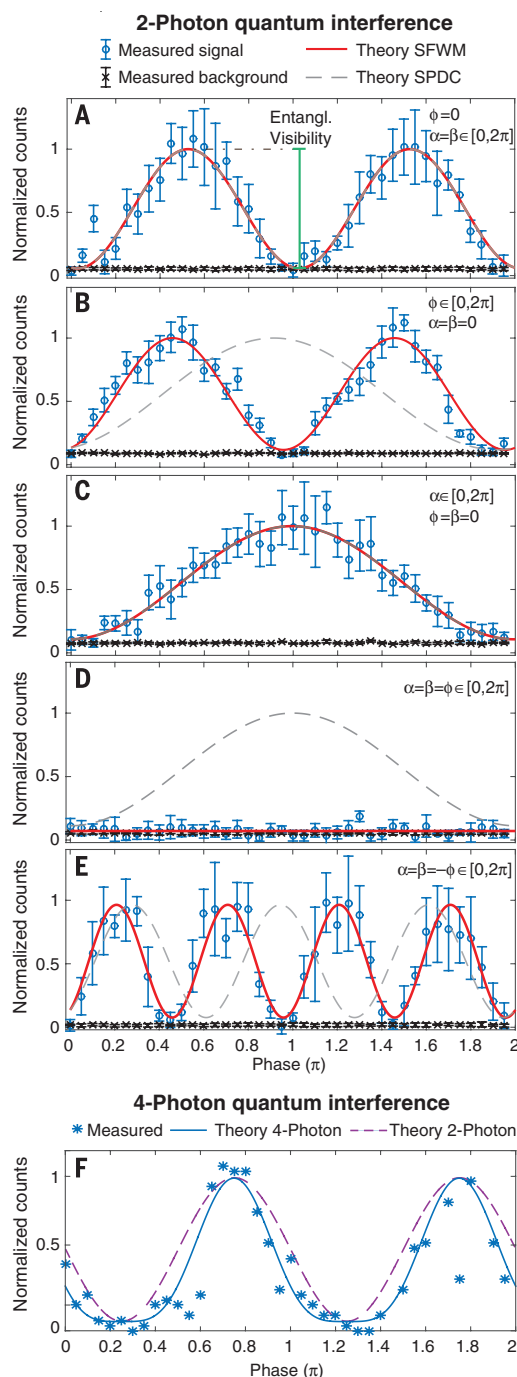 2-Photon quantum interference
Measured signal
Theory SFWM
Measured background
Theory SPDC
A
Entangl.
Visibility
ϕ=0
α=β∈[0,2π]
Normalized counts
1
0.5
0
B
ϕ∈[0,2π]
α=β=0
Normalized counts
1
0.5
0
C
α∈[0,2π]
ϕ=β=0
Normalized counts
1
0.5
0
D
α=β=ϕ∈[0,2π]
Normalized counts
1
0.5
0
E
α=β=−ϕ∈[0,2π]
Normalized counts
1
0.5
0
0 0.2 0.4 0.6 0.8 1 1.2 1.4 1.6 1.8 2
Phase (π)
4-Photon quantum interference
Measured Theory 4-Photon Theory 2-Photon
F
Normalized counts
1
0.5
0
0 0.2 0.4 0.6 0.8 1 1.2 1.4 1.6 1.8 2
Phase (π)